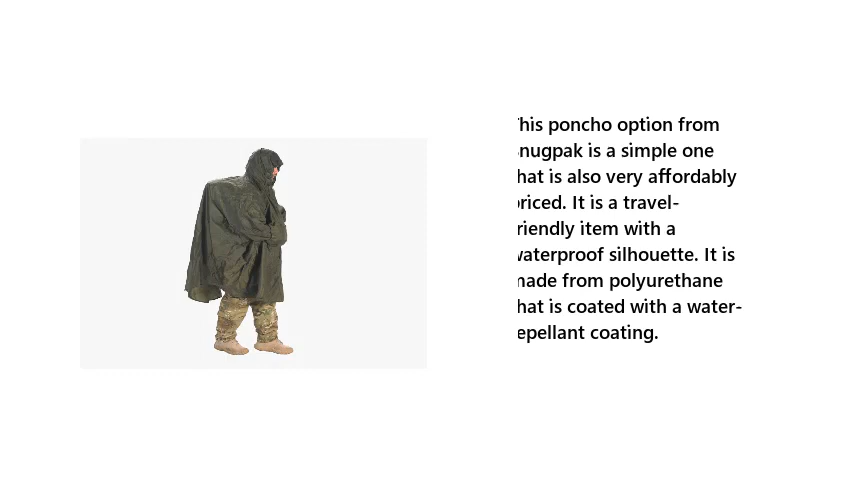 This poncho option from
Snugpak is a simple one
that is also very affordably
priced. It is a travel-
friendly item with a
waterproof silhouette. It is
made from polyurethane
that is coated with a water-
repellant coating.